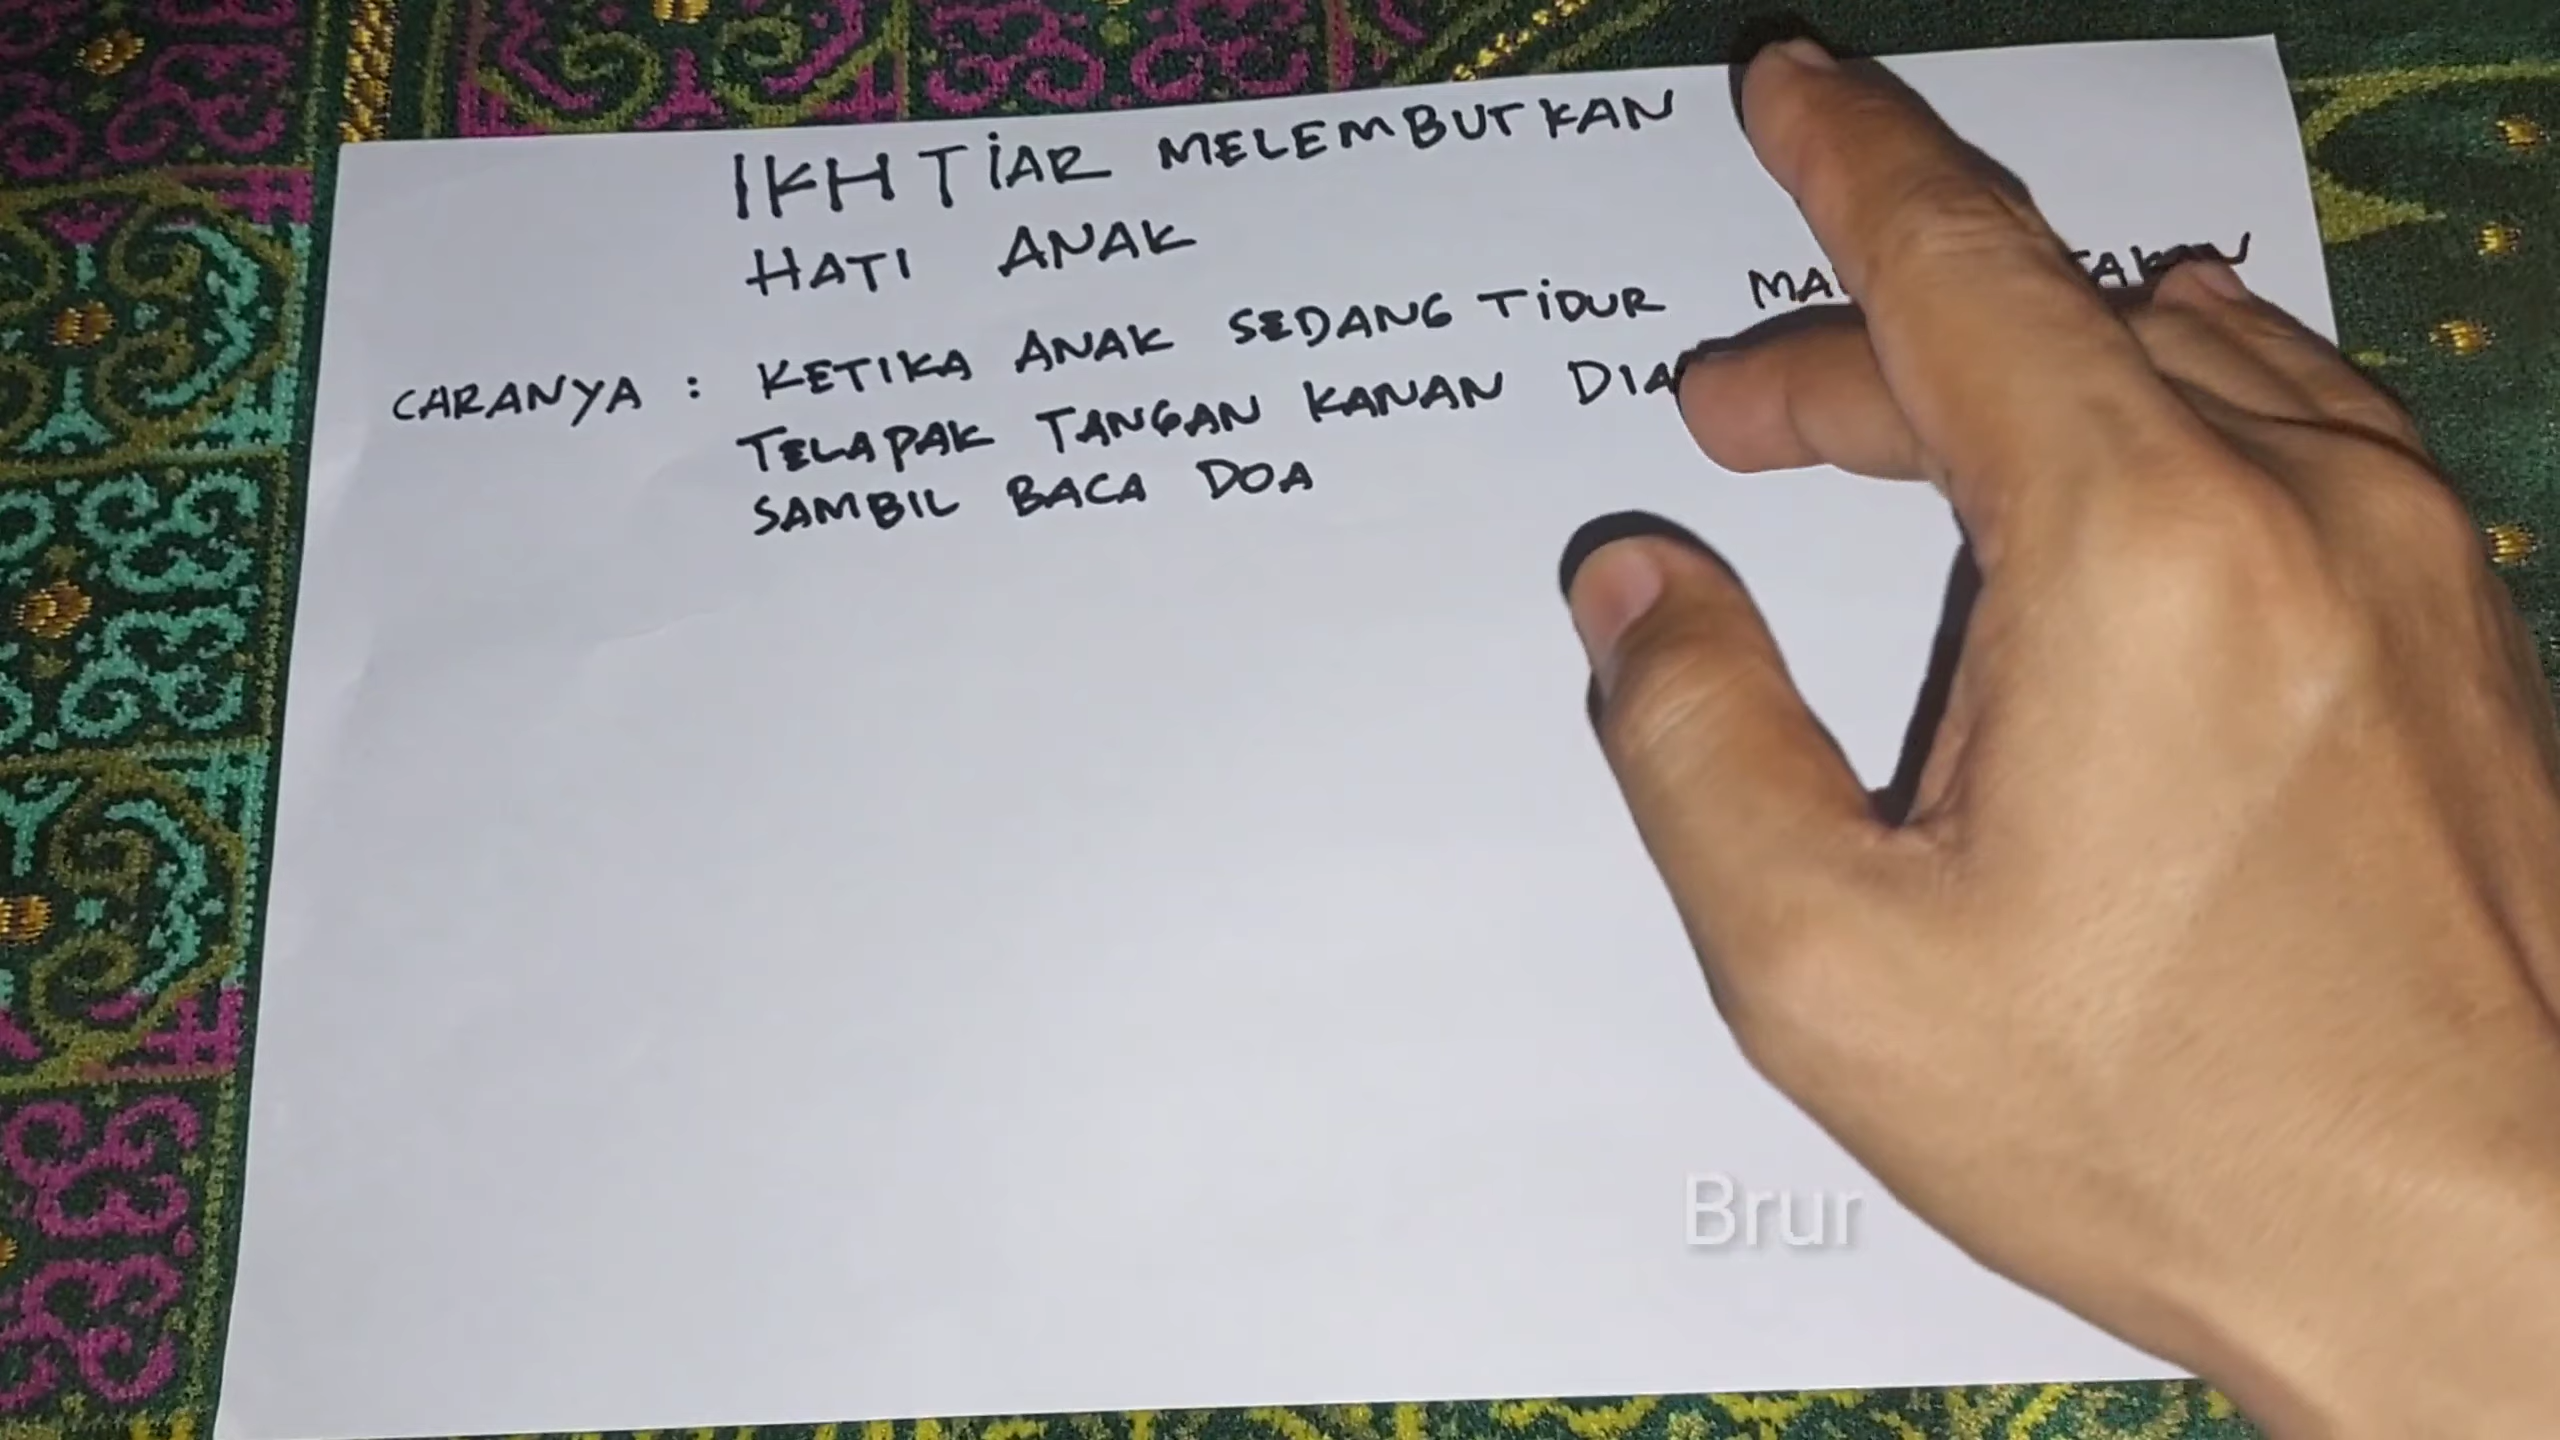 IKHTIAR MELEMBUTKAN
HATI ANAK
CARANYA : KETIKA ANAK SEDANG TIDUR
TELAPAK TANGAN KANAN
SAMBIL BACA DOA
Brur